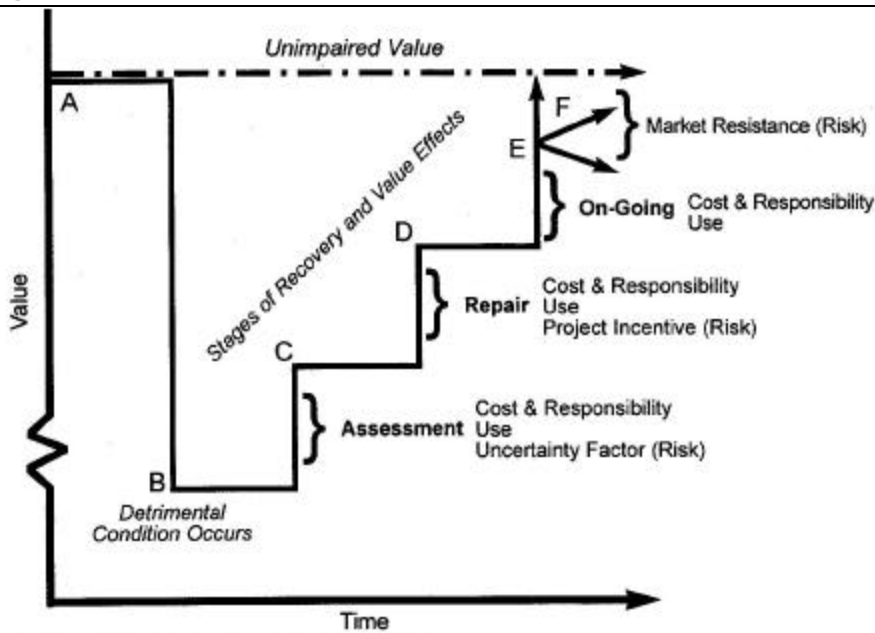 Unimpaired Value
A
F
Market Resistance (Risk)
E
On-Going Cost & Responsibility
Use
Stages of Recovery and Value Effects
D
Cost & Responsibility
Repair Use
Project Incentive (Risk)
Value
C
Cost & Responsibility
Assessment Use
Uncertainty Factor (Risk)
B
Detrimental
Condition Occurs
Time